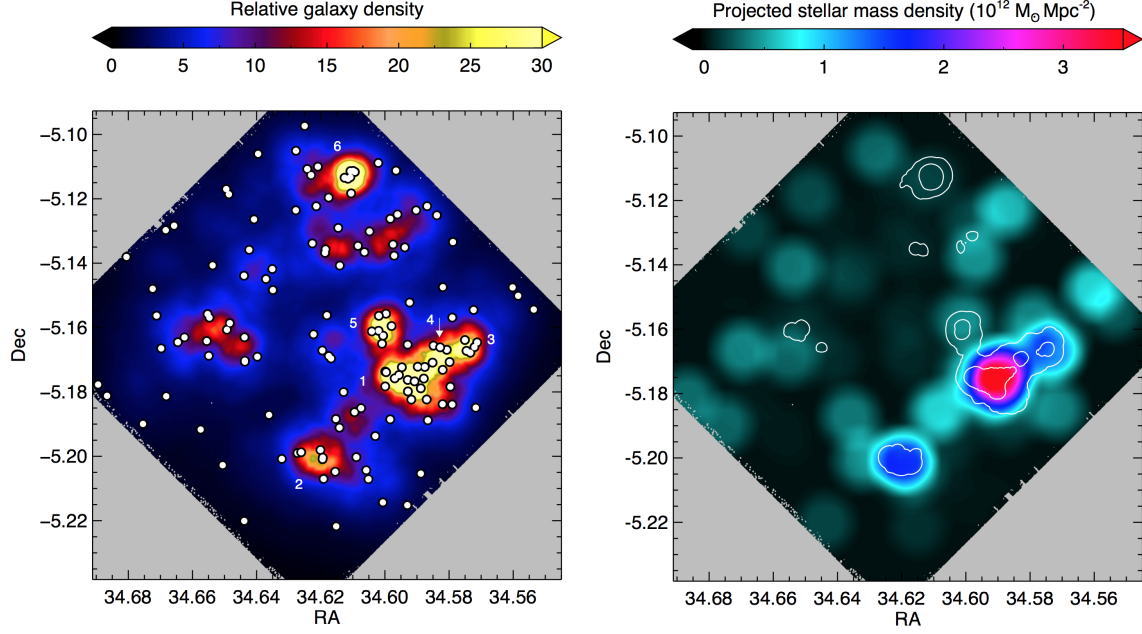 Relative galaxy density
0 5 10 15 20 25 30
Projected stellar mass density (10¹² M⊙ Mpc⁻²)
0 1 2 3
−5.10
−5.12
−5.14
−5.16
−5.18
−5.20
−5.22
Dec
6
5
4
3
1
2
34.68 34.66 34.64 34.62 34.60 34.58 34.56
RA
-5.10
-5.12
-5.14
-5.16
-5.18
-5.20
-5.22
Dec
34.68 34.66 34.64 34.62 34.60 34.58 34.56
RA